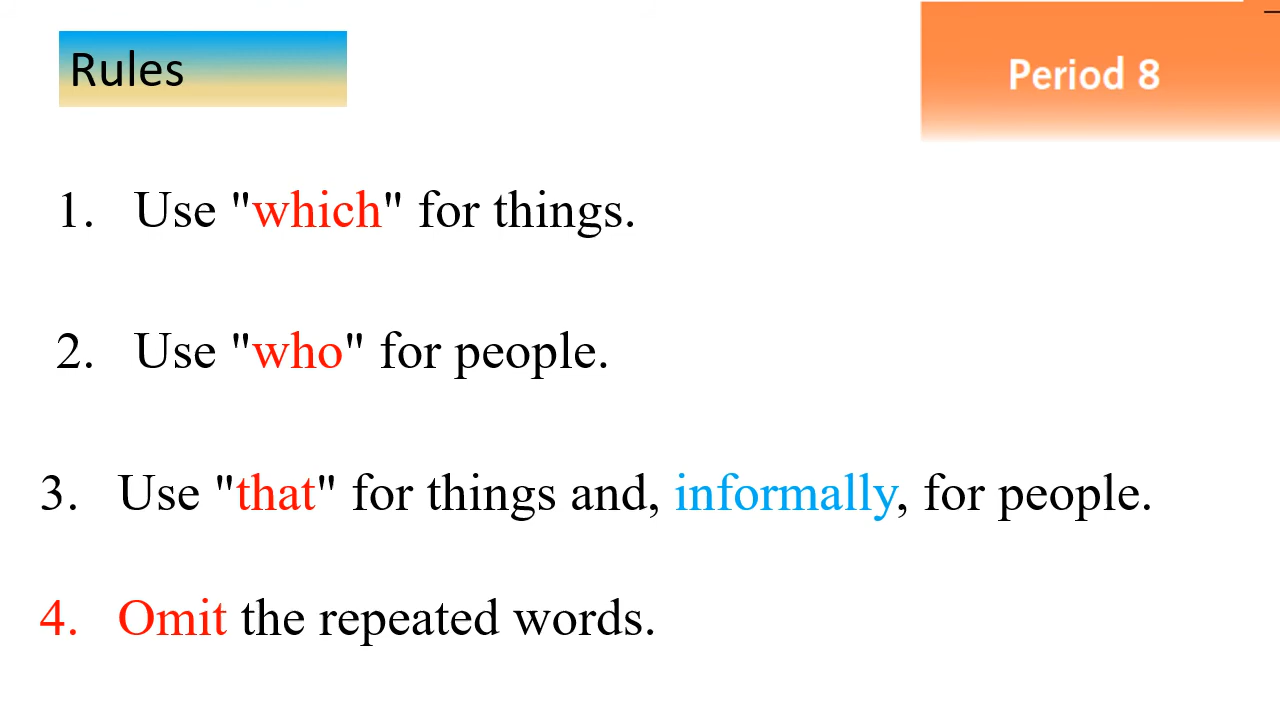 Rules
Period 8
1. Use "which" for things.
2. Use "who" for people.
3. Use "that" for things and, informally, for people.
4. Omit the repeated words.